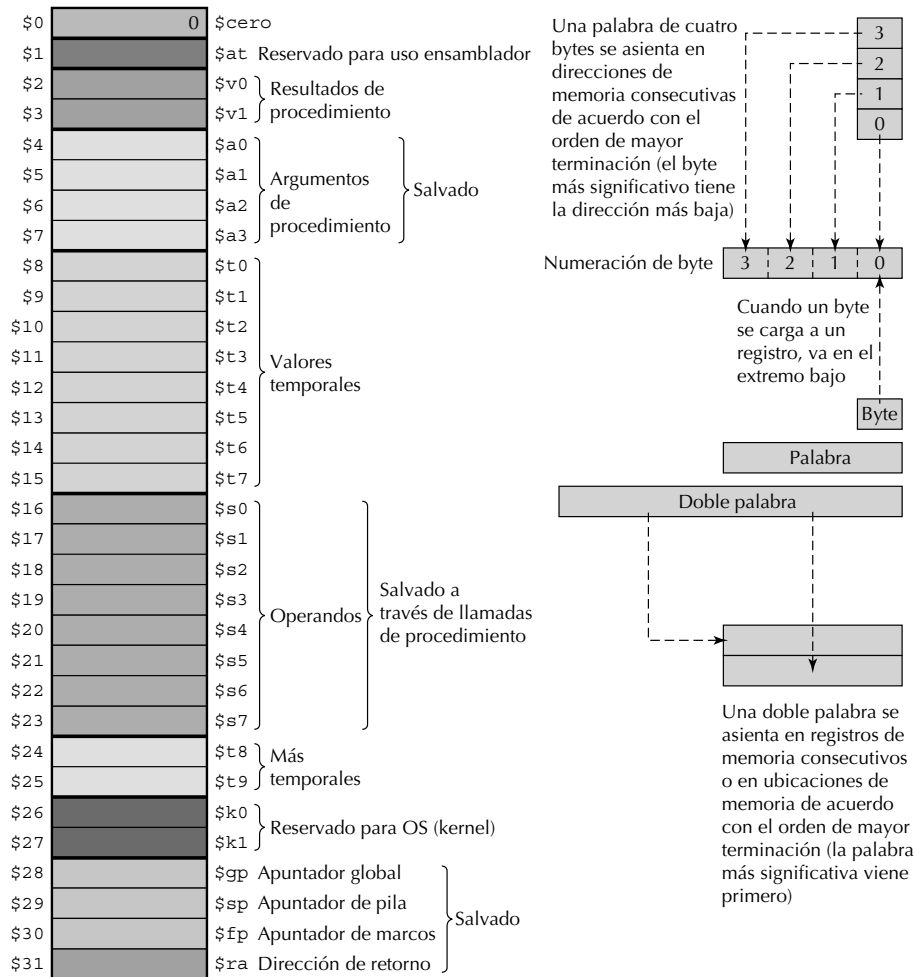 $0 0 $cero
$1 $at Reservado para uso ensamblador
$2 $v0 Resultados de
$3 $v1 procedimiento
$4 $a0
$5 $a1 Argumentos
$6 $a2 de Salvado
$7 $a3 procedimiento
$8 $t0
$9 $t1
$10 $t2
$11 $t3 Valores
$12 $t4 temporales
$13 $t5
$14 $t6
$15 $t7
$16 $s0
$17 $s1
$18 $s2
$19 $s3 Salvado a
$20 $s4 Operandos través de llamadas
$21 $s5 de procedimiento
$22 $s6
$23 $s7
$24 $t8 Más
$25 $t9 temporales
$26 $k0
$27 $k1 Reservado para OS (kernel)
$28 $gp Apuntador global
$29 $sp Apuntador de pila
$30 $fp Apuntador de marcos Salvado
$31 $ra Dirección de retorno
Una palabra de cuatro
bytes se asienta en
direcciones de
memoria consecutivas
de acuerdo con el
orden de mayor
terminación (el byte
más significativo tiene
la dirección más baja)
3
2
1
0
Numeración de byte 3 2 1 0
Cuando un byte
se carga a un
registro, va en el
extremo bajo
Byte
Palabra
Doble palabra
Una doble palabra se
asienta en registros de
memoria consecutivos
o en ubicaciones de
memoria de acuerdo
con el orden de mayor
terminación (la palabra
más significativa viene
primero)